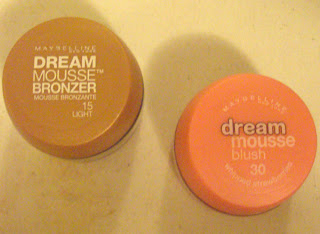 MAYBELLINE
DREAM
MOUSSE™
BRONZER
MOUSSE BRONZANTE
15
LIGHT
MAYBELLINE
dream
mousse
blush
30